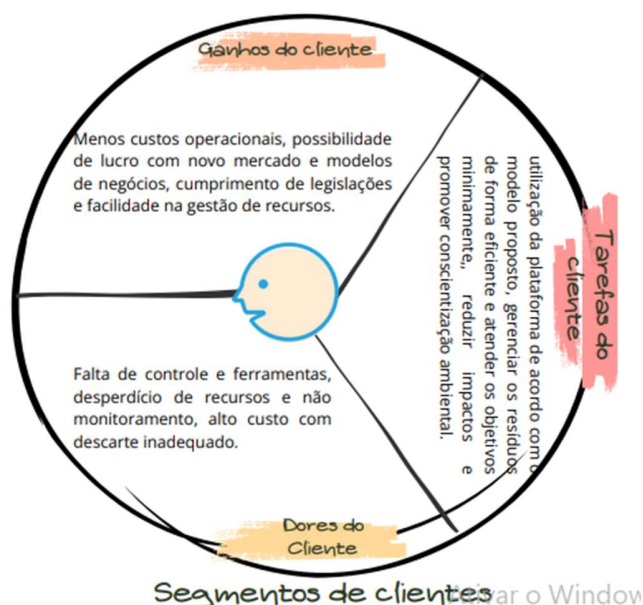 Ganhos do cliente
Menos custos operacionais, possibilidade
de lucro com novo mercado e modelos
de negócios, cumprimento de legislações
e facilidade na gestão de recursos.
Tarefas do
cliente
utilização da plataforma de acordo com o
modelo proposto, gerenciar os resíduos
de forma eficiente e atender os objetivos
minimamente,, reduzir impactos e
promover conscientização ambiental.
Falta de controle e ferramentas,
desperdício de recursos e não
monitoramento, alto custo com
descarte inadequado.
Dores do
Cliente
Segmentos de clientes
Ativar o Window